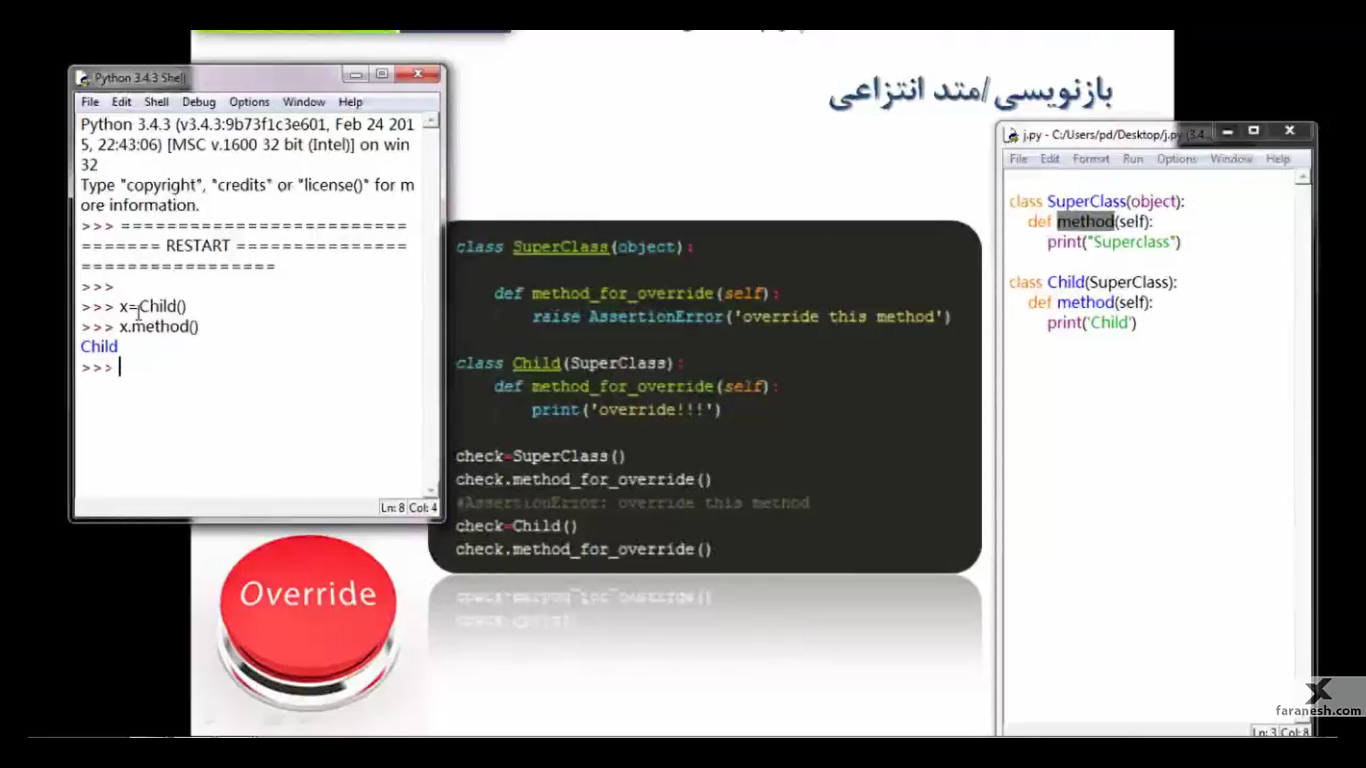 بازنویسی/متد انتزاعی
Python 3.4.3 Shell
File Edit Shell Debug Options Window Help
Python 3.4.3 (v3.4.3:9b73f1c3e601, Feb 24 201
5, 22:43:06) [MSC v.1600 32 bit (Intel)] on win
32
Type "copyright", "credits" or "license()" for m
ore information.
>>> ===========================
======= RESTART ===============
=================
>>>
>>> x=Child()
>>> x.method()
Child
>>>
Ln: 8 Col: 4
class SuperClass(object):
def method_for_override(self):
raise AssertionError('override this method')
class Child(SuperClass):
def method_for_override(self):
print('override!!!')
check=SuperClass()
check.method_for_override()
#AssertionError: override this method
check=Child()
check.method_for_override()
Override
j.py - C:/Users/pd/Desktop/j.py (3.4...
File Edit Format Run Options Window Help
class SuperClass(object):
def method(self):
print("Superclass")
class Child(SuperClass):
def method(self):
print('Child')
Ln: 3 Col: 8
faranesh.com